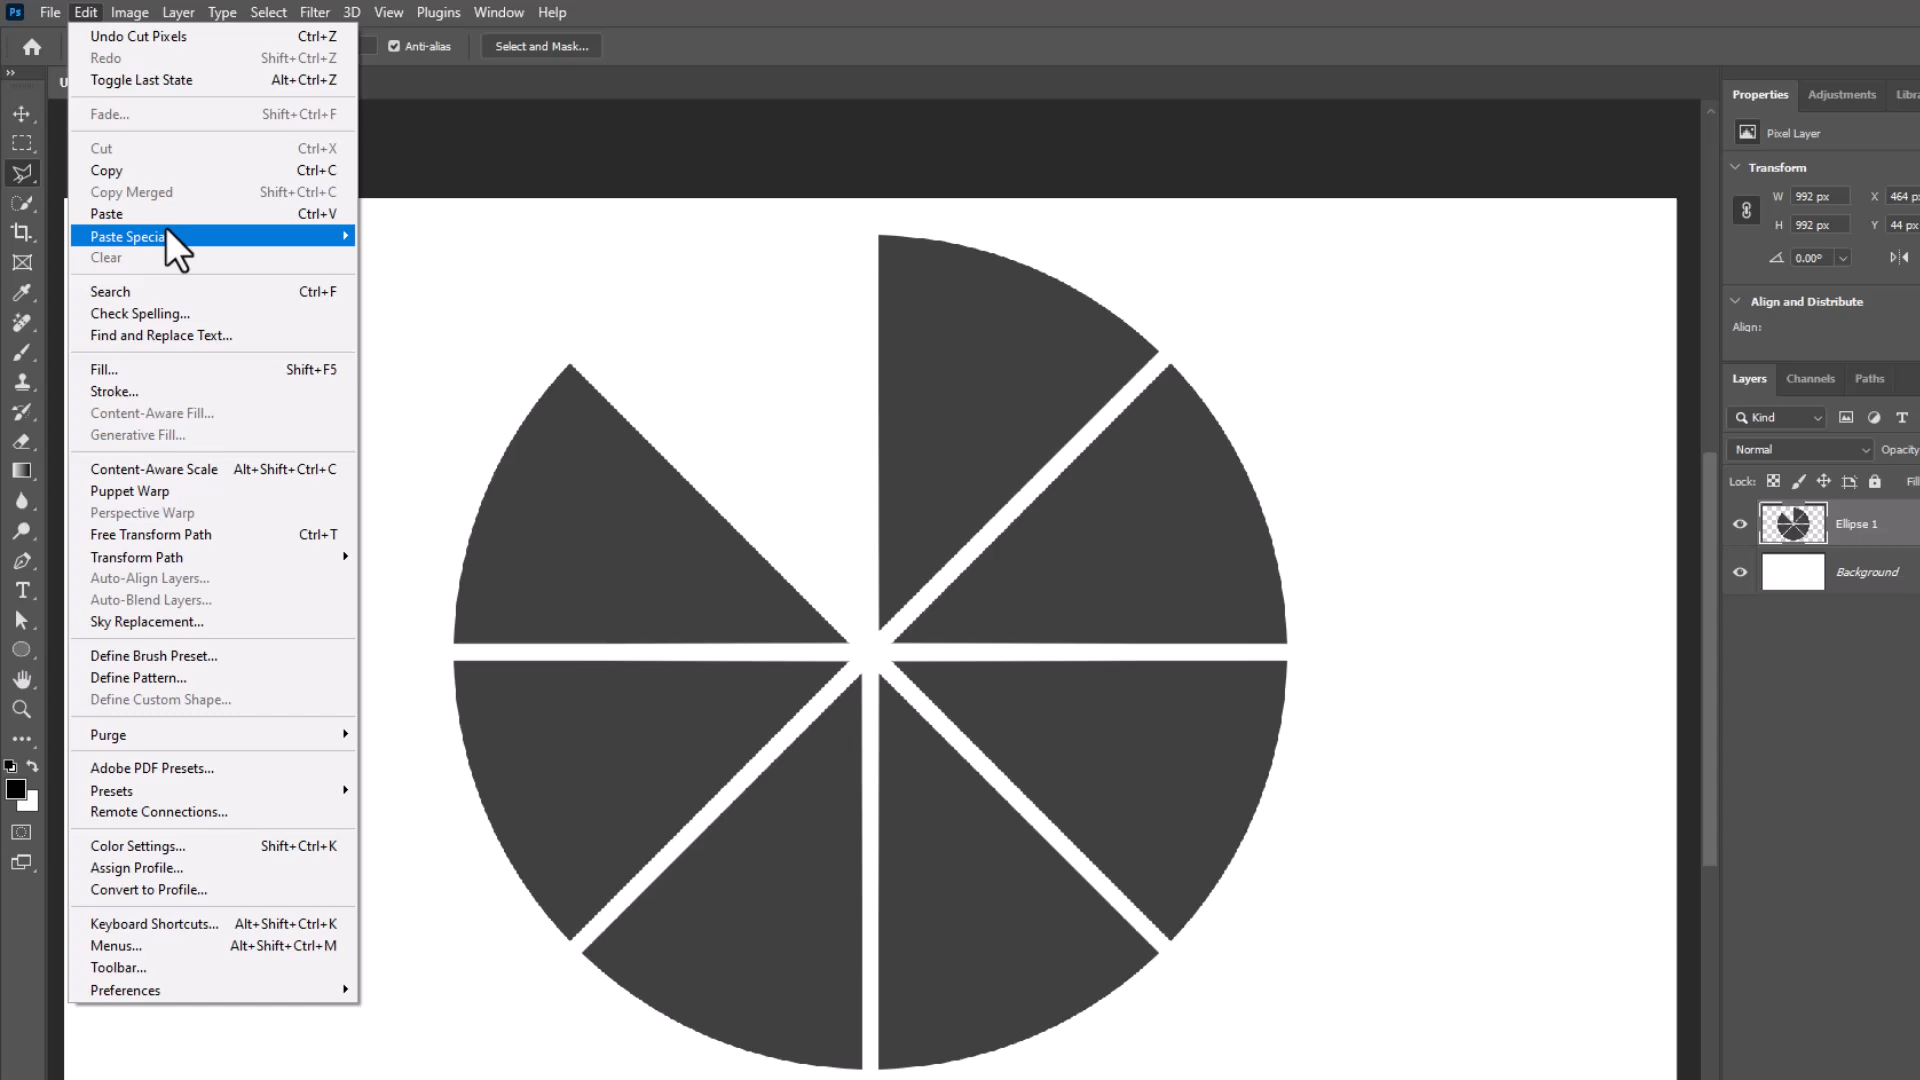 Ps File Edit Image Layer Type Select Filter 3D View Plugins Window Help
Anti-alias Select and Mask...
U
Undo Cut Pixels Ctrl+Z
Redo Shift+Ctrl+Z
Toggle Last State Alt+Ctrl+Z
Fade... Shift+Ctrl+F
Cut Ctrl+X
Copy Ctrl+C
Copy Merged Shift+Ctrl+C
Paste Ctrl+V
Paste Specia
Clear
Search Ctrl+F
Check Spelling...
Find and Replace Text...
Fill... Shift+F5
Stroke...
Content-Aware Fill...
Generative Fill...
Content-Aware Scale Alt+Shift+Ctrl+C
Puppet Warp
Perspective Warp
Free Transform Path Ctrl+T
Transform Path
Auto-Align Layers...
Auto-Blend Layers...
Sky Replacement...
Define Brush Preset...
Define Pattern...
Define Custom Shape...
Purge
Adobe PDF Presets...
Presets
Remote Connections...
Color Settings... Shift+Ctrl+K
Assign Profile...
Convert to Profile...
Keyboard Shortcuts... Alt+Shift+Ctrl+K
Menus... Alt+Shift+Ctrl+M
Toolbar...
Preferences
Properties Adjustments Libra
Pixel Layer
Transform
W 992 px X 464 px
H 992 px Y 44 px
0.00°
Align and Distribute
Align:
Layers Channels Paths
Kind
Normal Opacity
Lock: Fil
Ellipse 1
Background